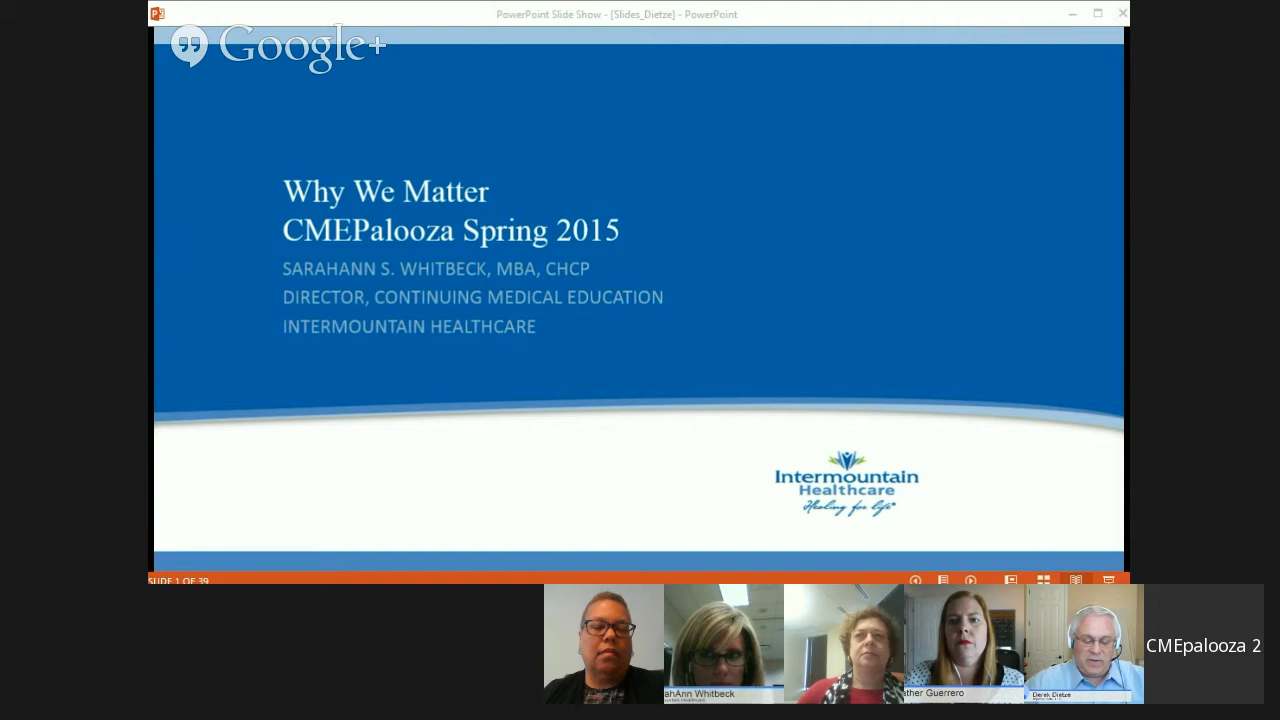 PowerPoint Slide Show - [Slides_Dietze] - PowerPoint
Google+
Why We Matter
CMEPalooza Spring 2015
SARAHANN S. WHITBECK, MBA, CHCP
DIRECTOR, CONTINUING MEDICAL EDUCATION
INTERMOUNTAIN HEALTHCARE
Intermountain
Healthcare
Healing for life
SLIDE 1 OF 39
ahAnn Whitbeck
ather Guerrero
Derek Dietze
CMEpalooza 2